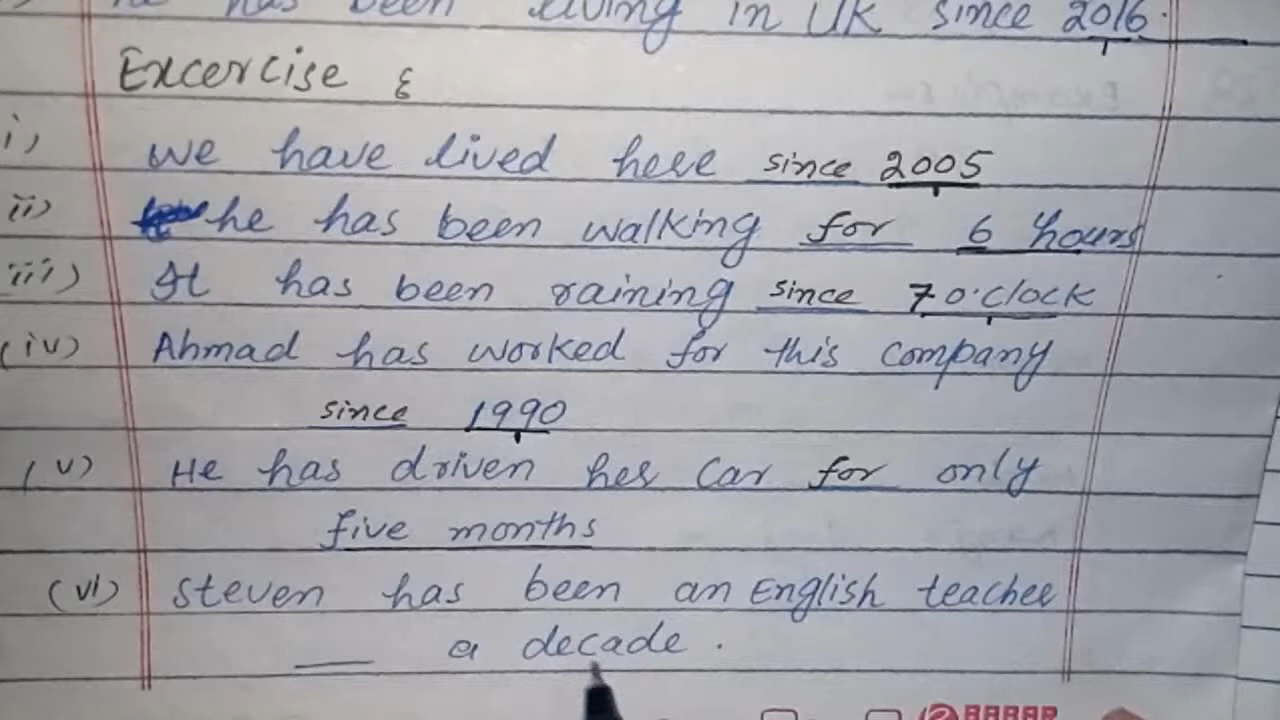 he has been living in UK since 2016.
Excercise :
i) we have lived here since 2005
ii) he has been walking for 6 hours
iii) It has been raining since 7 o'clock
(iv) Ahmad has worked for this company
since 1990
(v) He has driven her car for only
five months
(vi) Steven has been an English teacher
___ a decade.